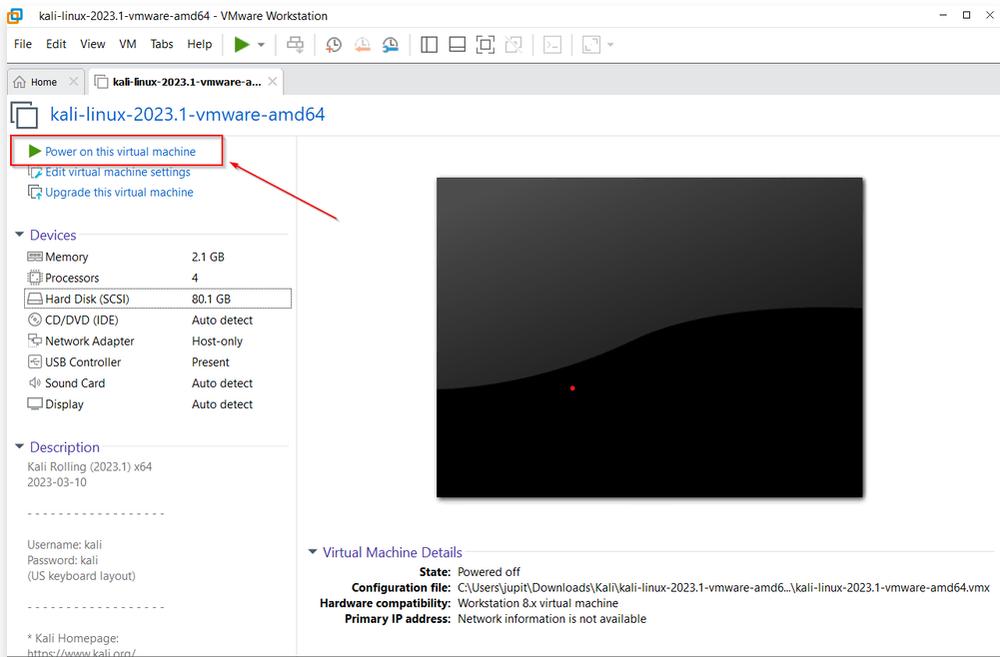 kali-linux-2023.1-vmware-amd64 - VMware Workstation
File Edit View VM Tabs Help
Home kali-linux-2023.1-vmware-a...
kali-linux-2023.1-vmware-amd64
Power on this virtual machine
Edit virtual machine settings
Upgrade this virtual machine
Devices
Memory 2.1 GB
Processors 4
Hard Disk (SCSI) 80.1 GB
CD/DVD (IDE) Auto detect
Network Adapter Host-only
USB Controller Present
Sound Card Auto detect
Display Auto detect
Description
Kali Rolling (2023.1) x64
2023-03-10
- - - - - - - - - - - - - - - - - -
Username: kali
Password: kali
(US keyboard layout)
- - - - - - - - - - - - - - - - - -
* Kali Homepage:
https://www.kali.org/
Virtual Machine Details
State: Powered off
Configuration file: C:\Users\jupit\Downloads\Kali\kali-linux-2023.1-vmware-amd6...\kali-linux-2023.1-vmware-amd64.vmx
Hardware compatibility: Workstation 8.x virtual machine
Primary IP address: Network information is not available